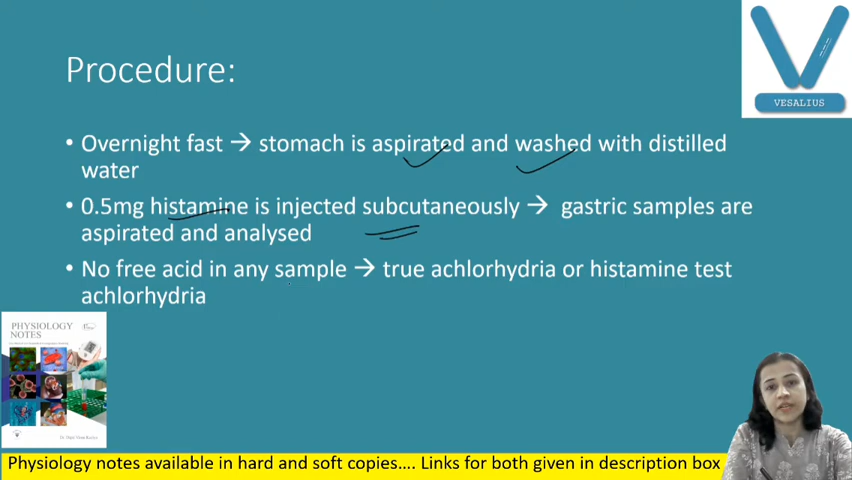 Procedure:
VESALIUS
• Overnight fast → stomach is aspirated and washed with distilled
water
• 0.5mg histamine is injected subcutaneously → gastric samples are
aspirated and analysed
• No free acid in any sample → true achlorhydria or histamine test
achlorhydria
PHYSIOLOGY
NOTES
Physiology notes available in hard and soft copies.... Links for both given in description box